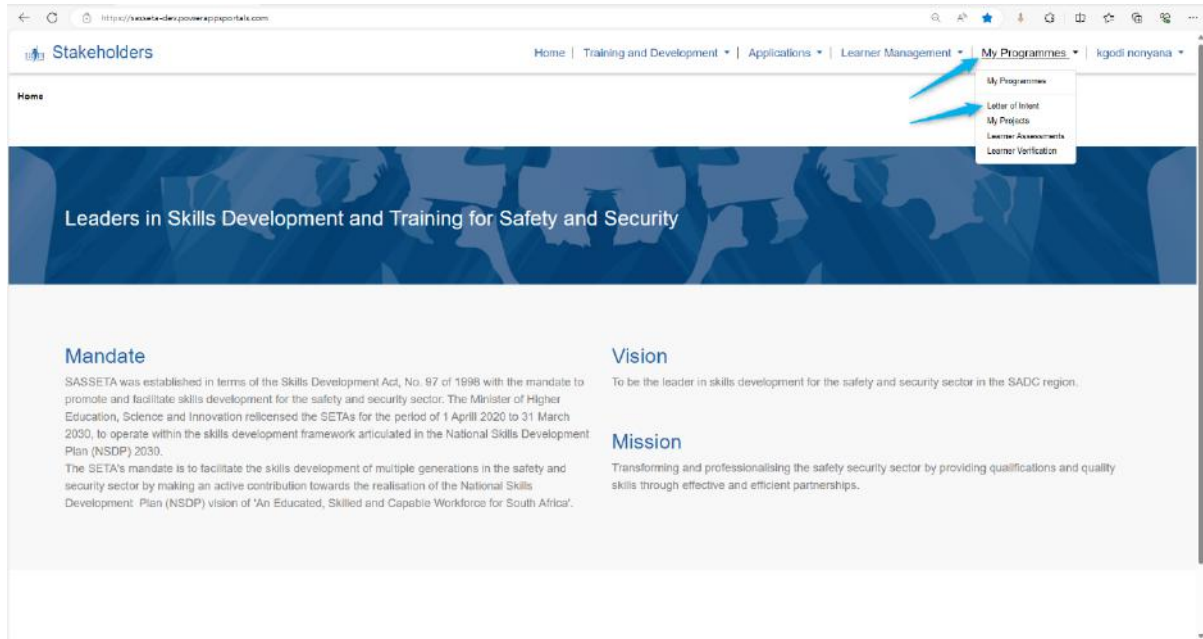 https://sasseta-dev.powerappsportals.com
Stakeholders
Home | Training and Development | Applications | Learner Management | My Programmes | kgodi nonyana
My Programmes
Letter of Intent
My Projects
Learner Assessments
Learner Verification
Home
Leaders in Skills Development and Training for Safety and Security
Mandate
SASSETA was established in terms of the Skills Development Act, No. 97 of 1998 with the mandate to
promote and facilitate skills development for the safety and security sector. The Minister of Higher
Education, Science and Innovation relicensed the SETAs for the period of 1 Aprill 2020 to 31 March
2030, to operate within the skills development framework articulated in the National Skills Development
Plan (NSDP) 2030.
The SETA's mandate is to facilitate the skills development of multiple generations in the safety and
security sector by making an active contribution towards the realisation of the National Skills
Development Plan (NSDP) vision of 'An Educated, Skilled and Capable Workforce for South Africa'.
Vision
To be the leader in skills development for the safety and security sector in the SADC region.
Mission
Transforming and professionalising the safety security sector by providing qualifications and quality
skills through effective and efficient partnerships.